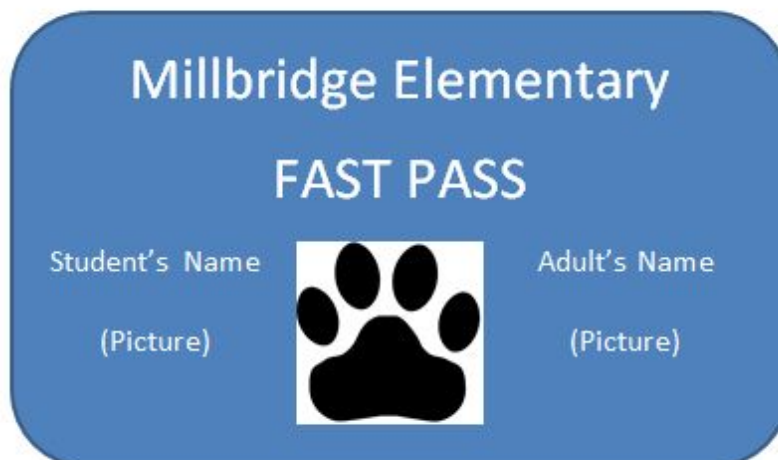 Millbridge Elementary
FAST PASS
Student's Name
Adult's Name
(Picture)
(Picture)